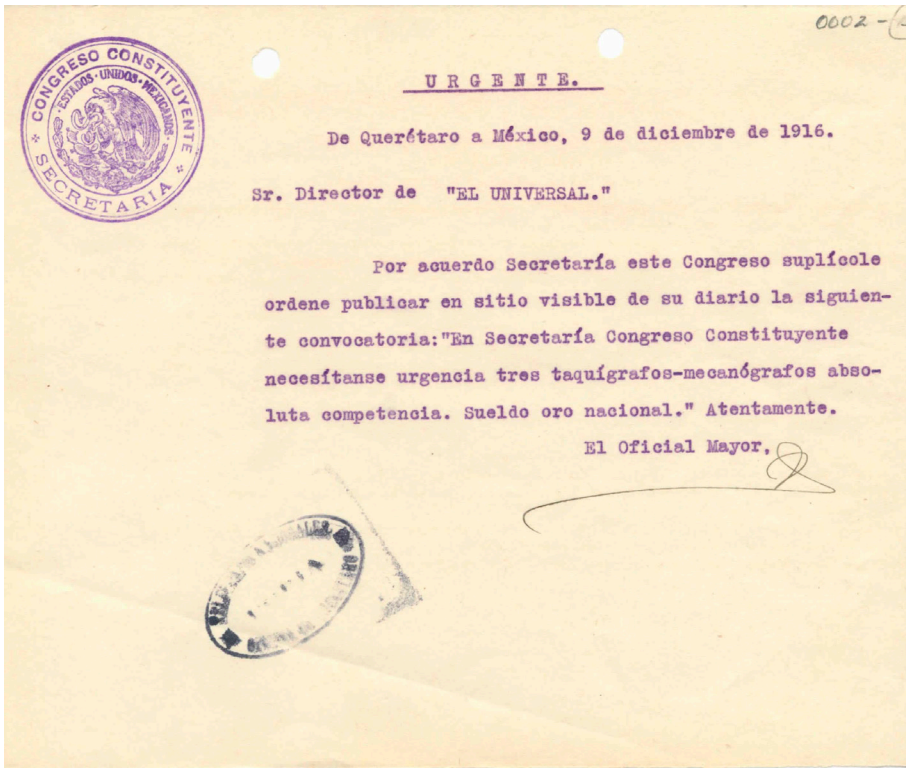 0002 -
CONGRESO CONSTITUYENTE
ESTADOS · UNIDOS · MEXICANOS
SECRETARIA
URGENTE.
De Querétaro a México, 9 de diciembre de 1916.
Sr. Director de "EL UNIVERSAL."
Por acuerdo Secretaría este Congreso suplícole
ordene publicar en sitio visible de su diario la siguien-
te convocatoria:"En Secretaría Congreso Constituyente
necesítanse urgencia tres taquígrafos-mecanógrafos abso-
luta competencia. Sueldo oro nacional." Atentamente.
El Oficial Mayor,